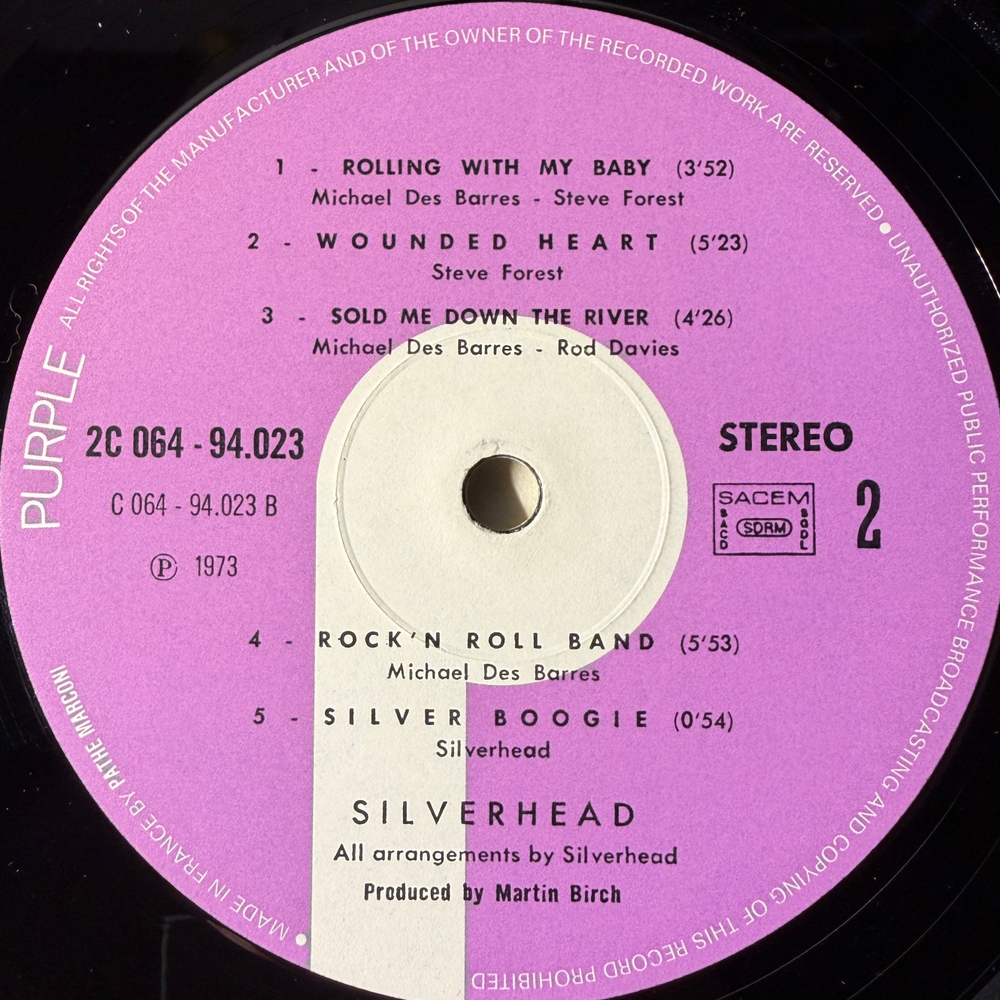 ALL RIGHTS OF THE MANUFACTURER AND OF THE OWNER OF THE RECORDED WORK ARE RESERVED ● UNAUTHORIZED PUBLIC PERFORMANCE BROADCASTING AND COPYING OF THIS RECORD PROHIBITED
1 - ROLLING WITH MY BABY (3'52)
Michael Des Barres - Steve Forest
2 - WOUNDED HEART (5'23)
Steve Forest
3 - SOLD ME DOWN THE RIVER (4'26)
Michael Des Barres - Rod Davies
PURPLE
2C 064 - 94.023
STEREO
C 064 - 94.023 B
SACEM
SACD
SDRM
SGDL
2
Ⓟ 1973
4 - ROCK'N ROLL BAND (5'53)
Michael Des Barres
5 - SILVER BOOGIE (0'54)
Silverhead
SILVERHEAD
All arrangements by Silverhead
Produced by Martin Birch
● MADE IN FRANCE BY PATHE MARCONI